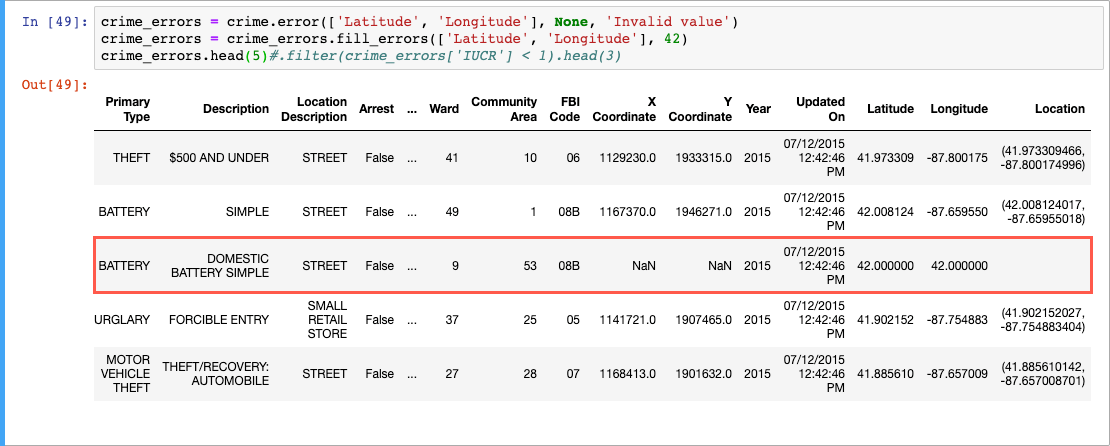 In [49]: crime_errors = crime.error(['Latitude', 'Longitude'], None, 'Invalid value')
crime_errors = crime_errors.fill_errors(['Latitude', 'Longitude'], 42)
crime_errors.head(5)#.filter(crime_errors['IUCR'] < 1).head(3)
Out[49]:
Primary Type Description Location Description Arrest ... Ward Community Area FBI Code X Coordinate Y Coordinate Year Updated On Latitude Longitude Location
THEFT $500 AND UNDER STREET False ... 41 10 06 1129230.0 1933315.0 2015 07/12/2015 12:42:46 PM 41.973309 -87.800175 (41.973309466, -87.800174996)
BATTERY SIMPLE STREET False ... 49 1 08B 1167370.0 1946271.0 2015 07/12/2015 12:42:46 PM 42.008124 -87.659550 (42.008124017, -87.65955018)
BATTERY DOMESTIC BATTERY SIMPLE STREET False ... 9 53 08B NaN NaN 2015 07/12/2015 12:42:46 PM 42.000000 42.000000
URGLARY FORCIBLE ENTRY SMALL RETAIL STORE False ... 37 25 05 1141721.0 1907465.0 2015 07/12/2015 12:42:46 PM 41.902152 -87.754883 (41.902152027, -87.754883404)
MOTOR VEHICLE THEFT THEFT/RECOVERY: AUTOMOBILE STREET False ... 27 28 07 1168413.0 1901632.0 2015 07/12/2015 12:42:46 PM 41.885610 -87.657009 (41.885610142, -87.657008701)